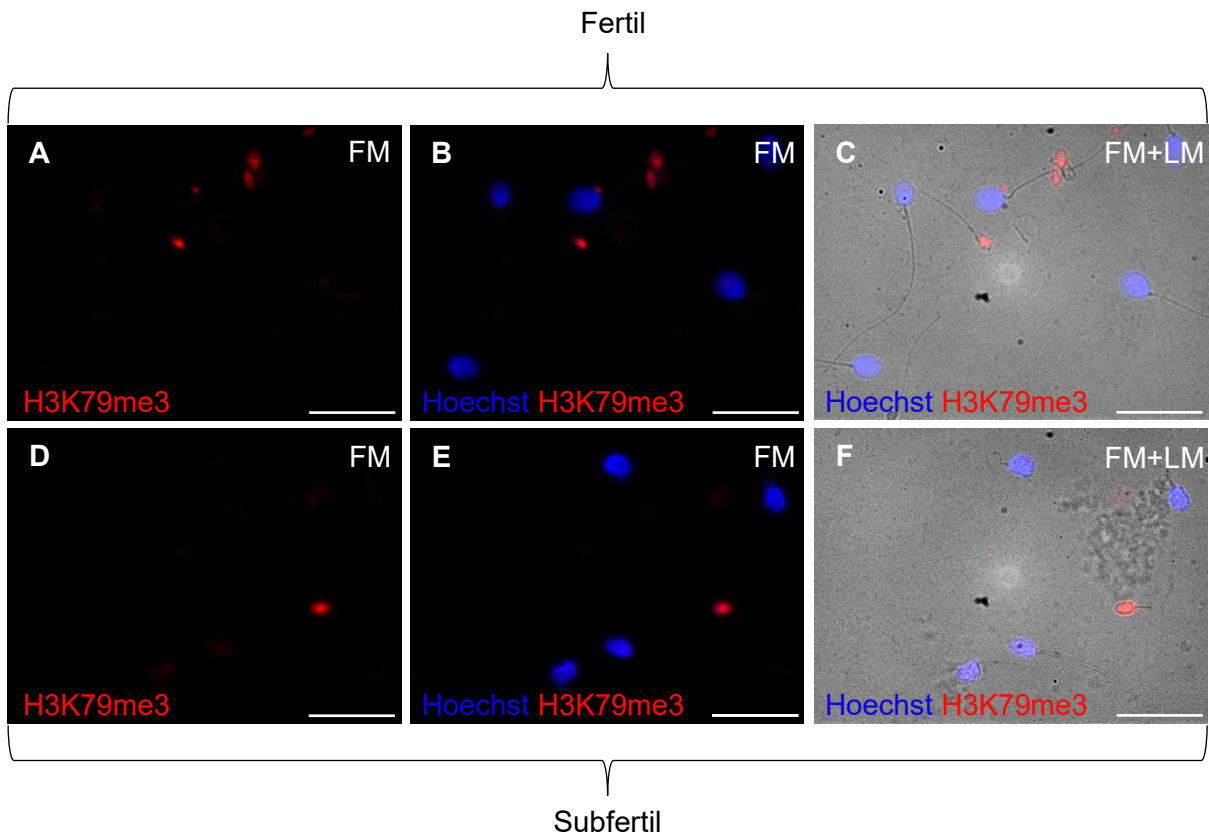 Fertil
A FM
H3K79me3
B FM
Hoechst H3K79me3
C FM+LM
Hoechst H3K79me3
D FM
H3K79me3
E FM
Hoechst H3K79me3
F FM+LM
Hoechst H3K79me3
Subfertil